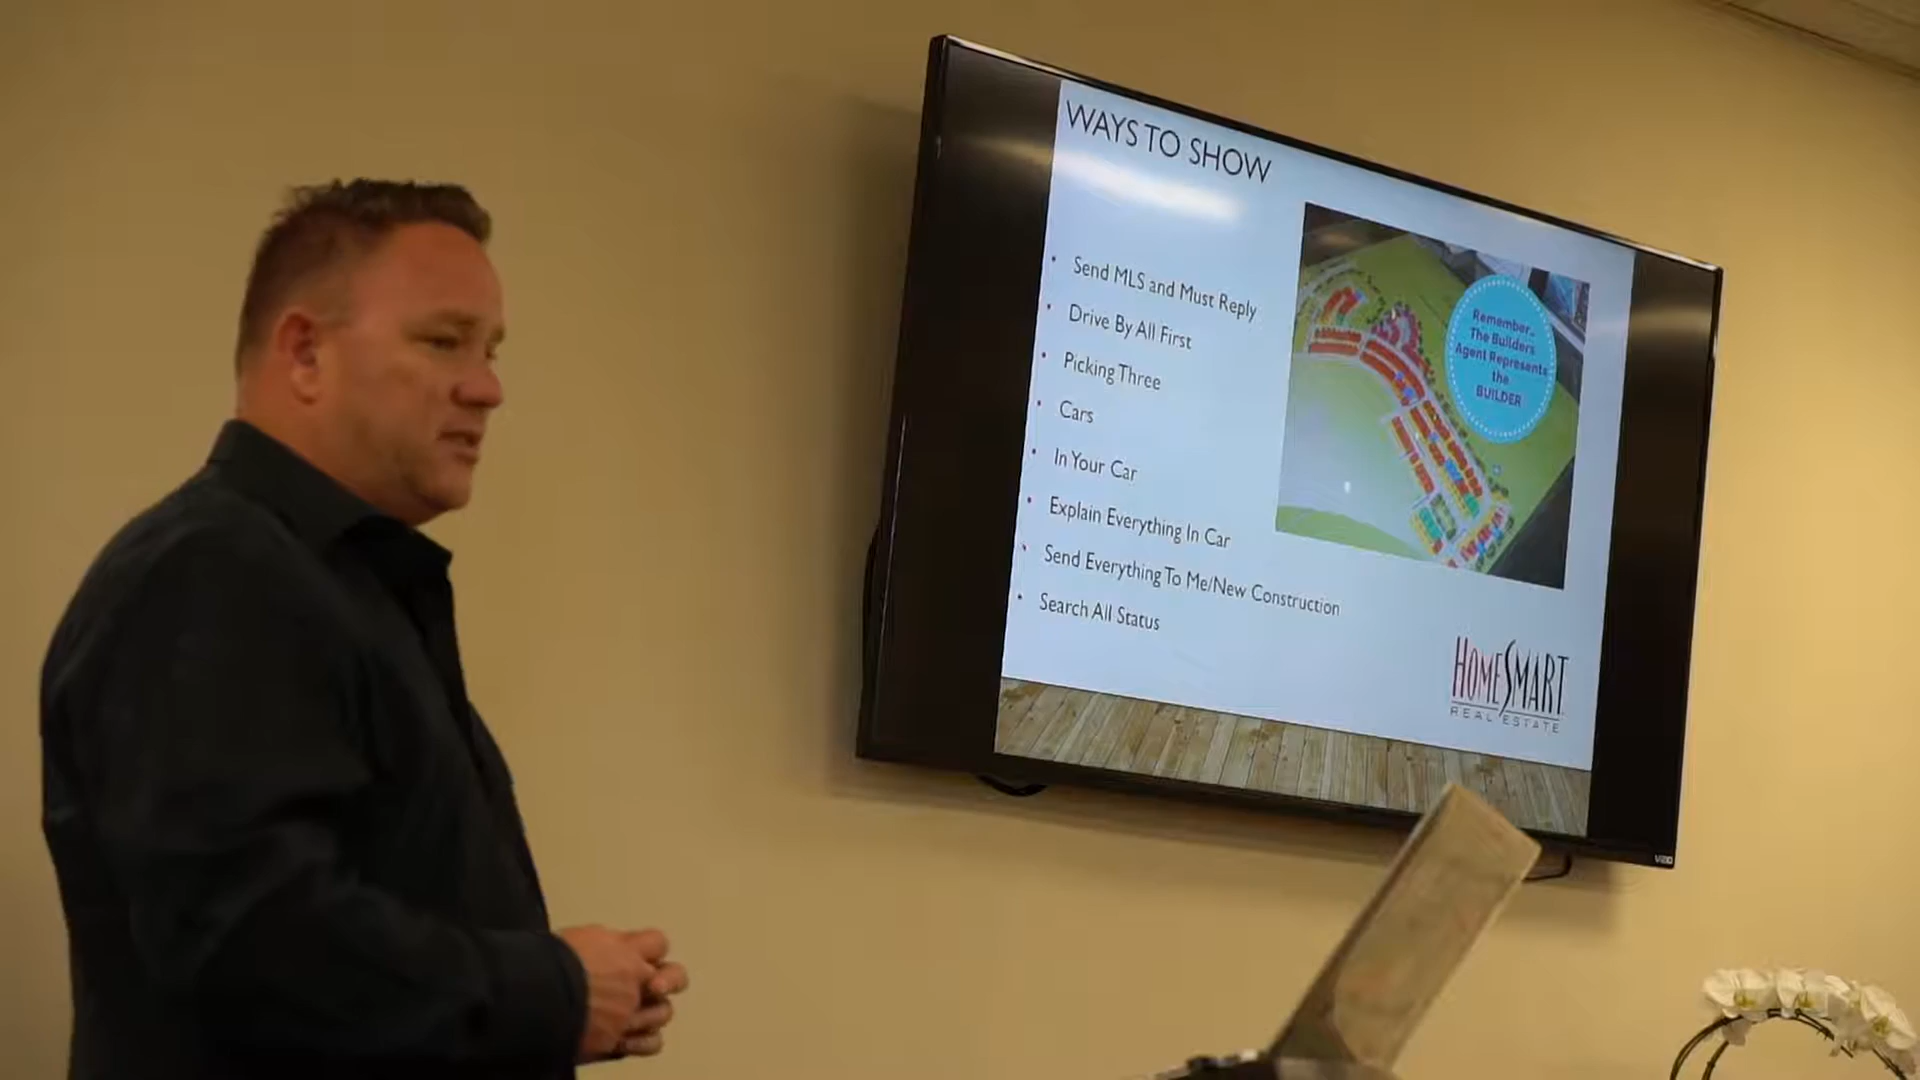 WAYS TO SHOW
Send MLS and Must Reply
Drive By All First
Picking Three
Cars
In Your Car
Explain Everything In Car
Send Everything To Me/New Construction
Search All Status
Remember..
The Builders
Agent Represents
the
BUILDER
HOMESMART
REAL ESTATE
VIZIO